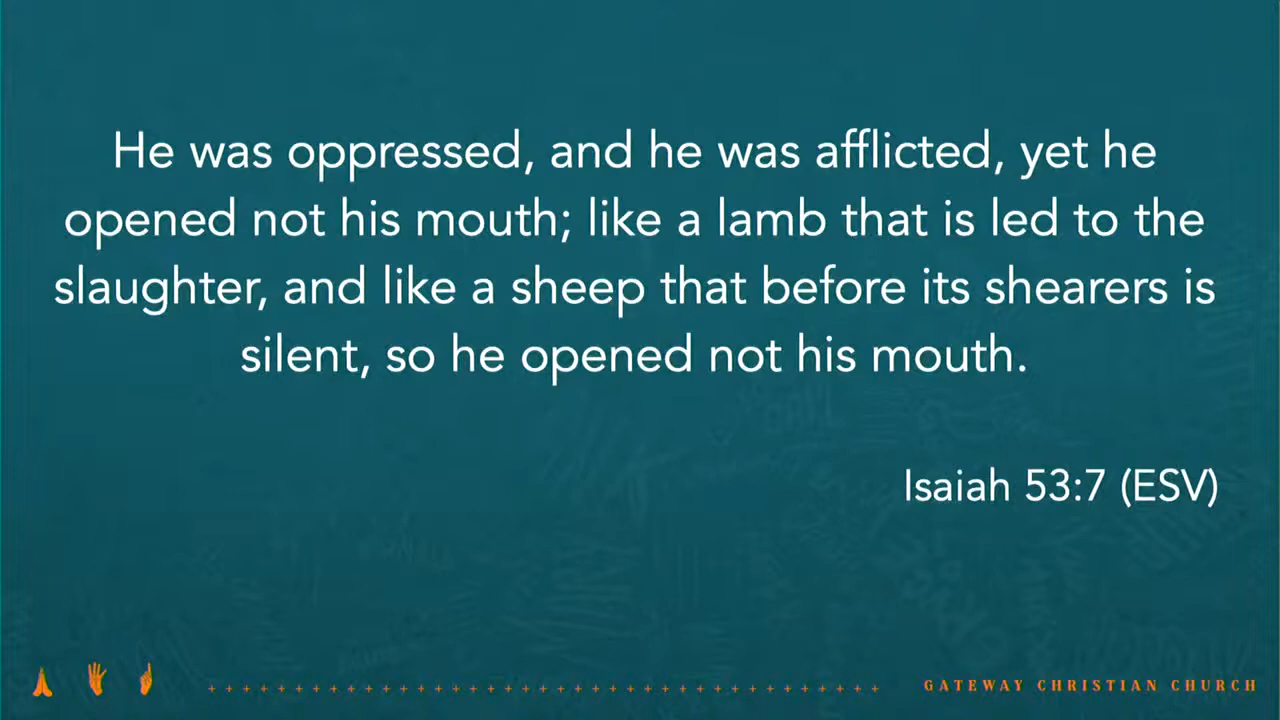 He was oppressed, and he was afflicted, yet he
opened not his mouth; like a lamb that is led to the
slaughter, and like a sheep that before its shearers is
silent, so he opened not his mouth.
Isaiah 53:7 (ESV)
GATEWAY CHRISTIAN CHURCH